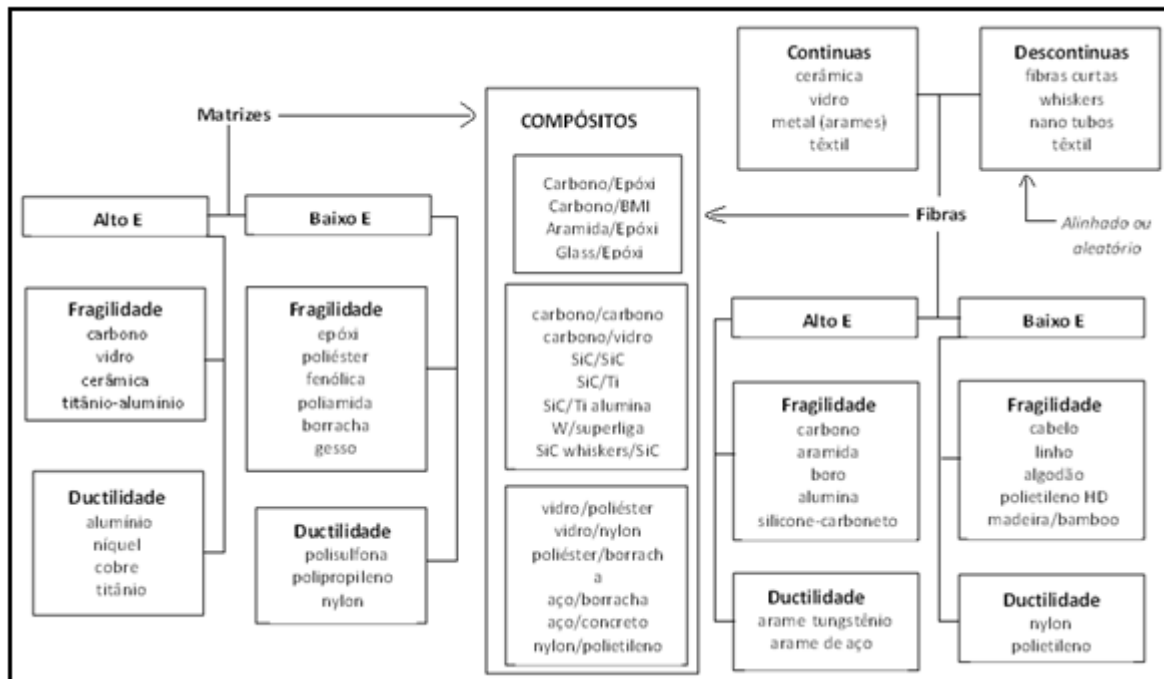 Matrizes
Alto E
Baixo E
Fragilidade
carbono
vidro
cerâmica
titânio-alumínio
Ductilidade
alumínio
níquel
cobre
titânio
Fragilidade
epóxi
poliéster
fenólica
poliamida
borracha
gesso
Ductilidade
polisulfona
polipropileno
nylon
COMPÓSITOS
Carbono/Epóxi
Carbono/BMI
Aramida/Epóxi
Glass/Epóxi
carbono/carbono
carbono/vidro
SiC/SiC
SiC/Ti
SiC/Ti alumina
W/superliga
SiC whiskers/SiC
vidro/poliéster
vidro/nylon
poliéster/borrach
a
aço/borracha
aço/concreto
nylon/polietileno
Continuas
cerâmica
vidro
metal (arames)
têxtil
Descontinuas
fibras curtas
whiskers
nano tubos
têxtil
Alinhado ou
aleatório
Fibras
Alto E
Baixo E
Fragilidade
carbono
aramida
boro
alumina
silicone-carboneto
Ductilidade
arame tungstênio
arame de aço
Fragilidade
cabelo
linho
algodão
polietileno HD
madeira/bamboo
Ductilidade
nylon
polietileno